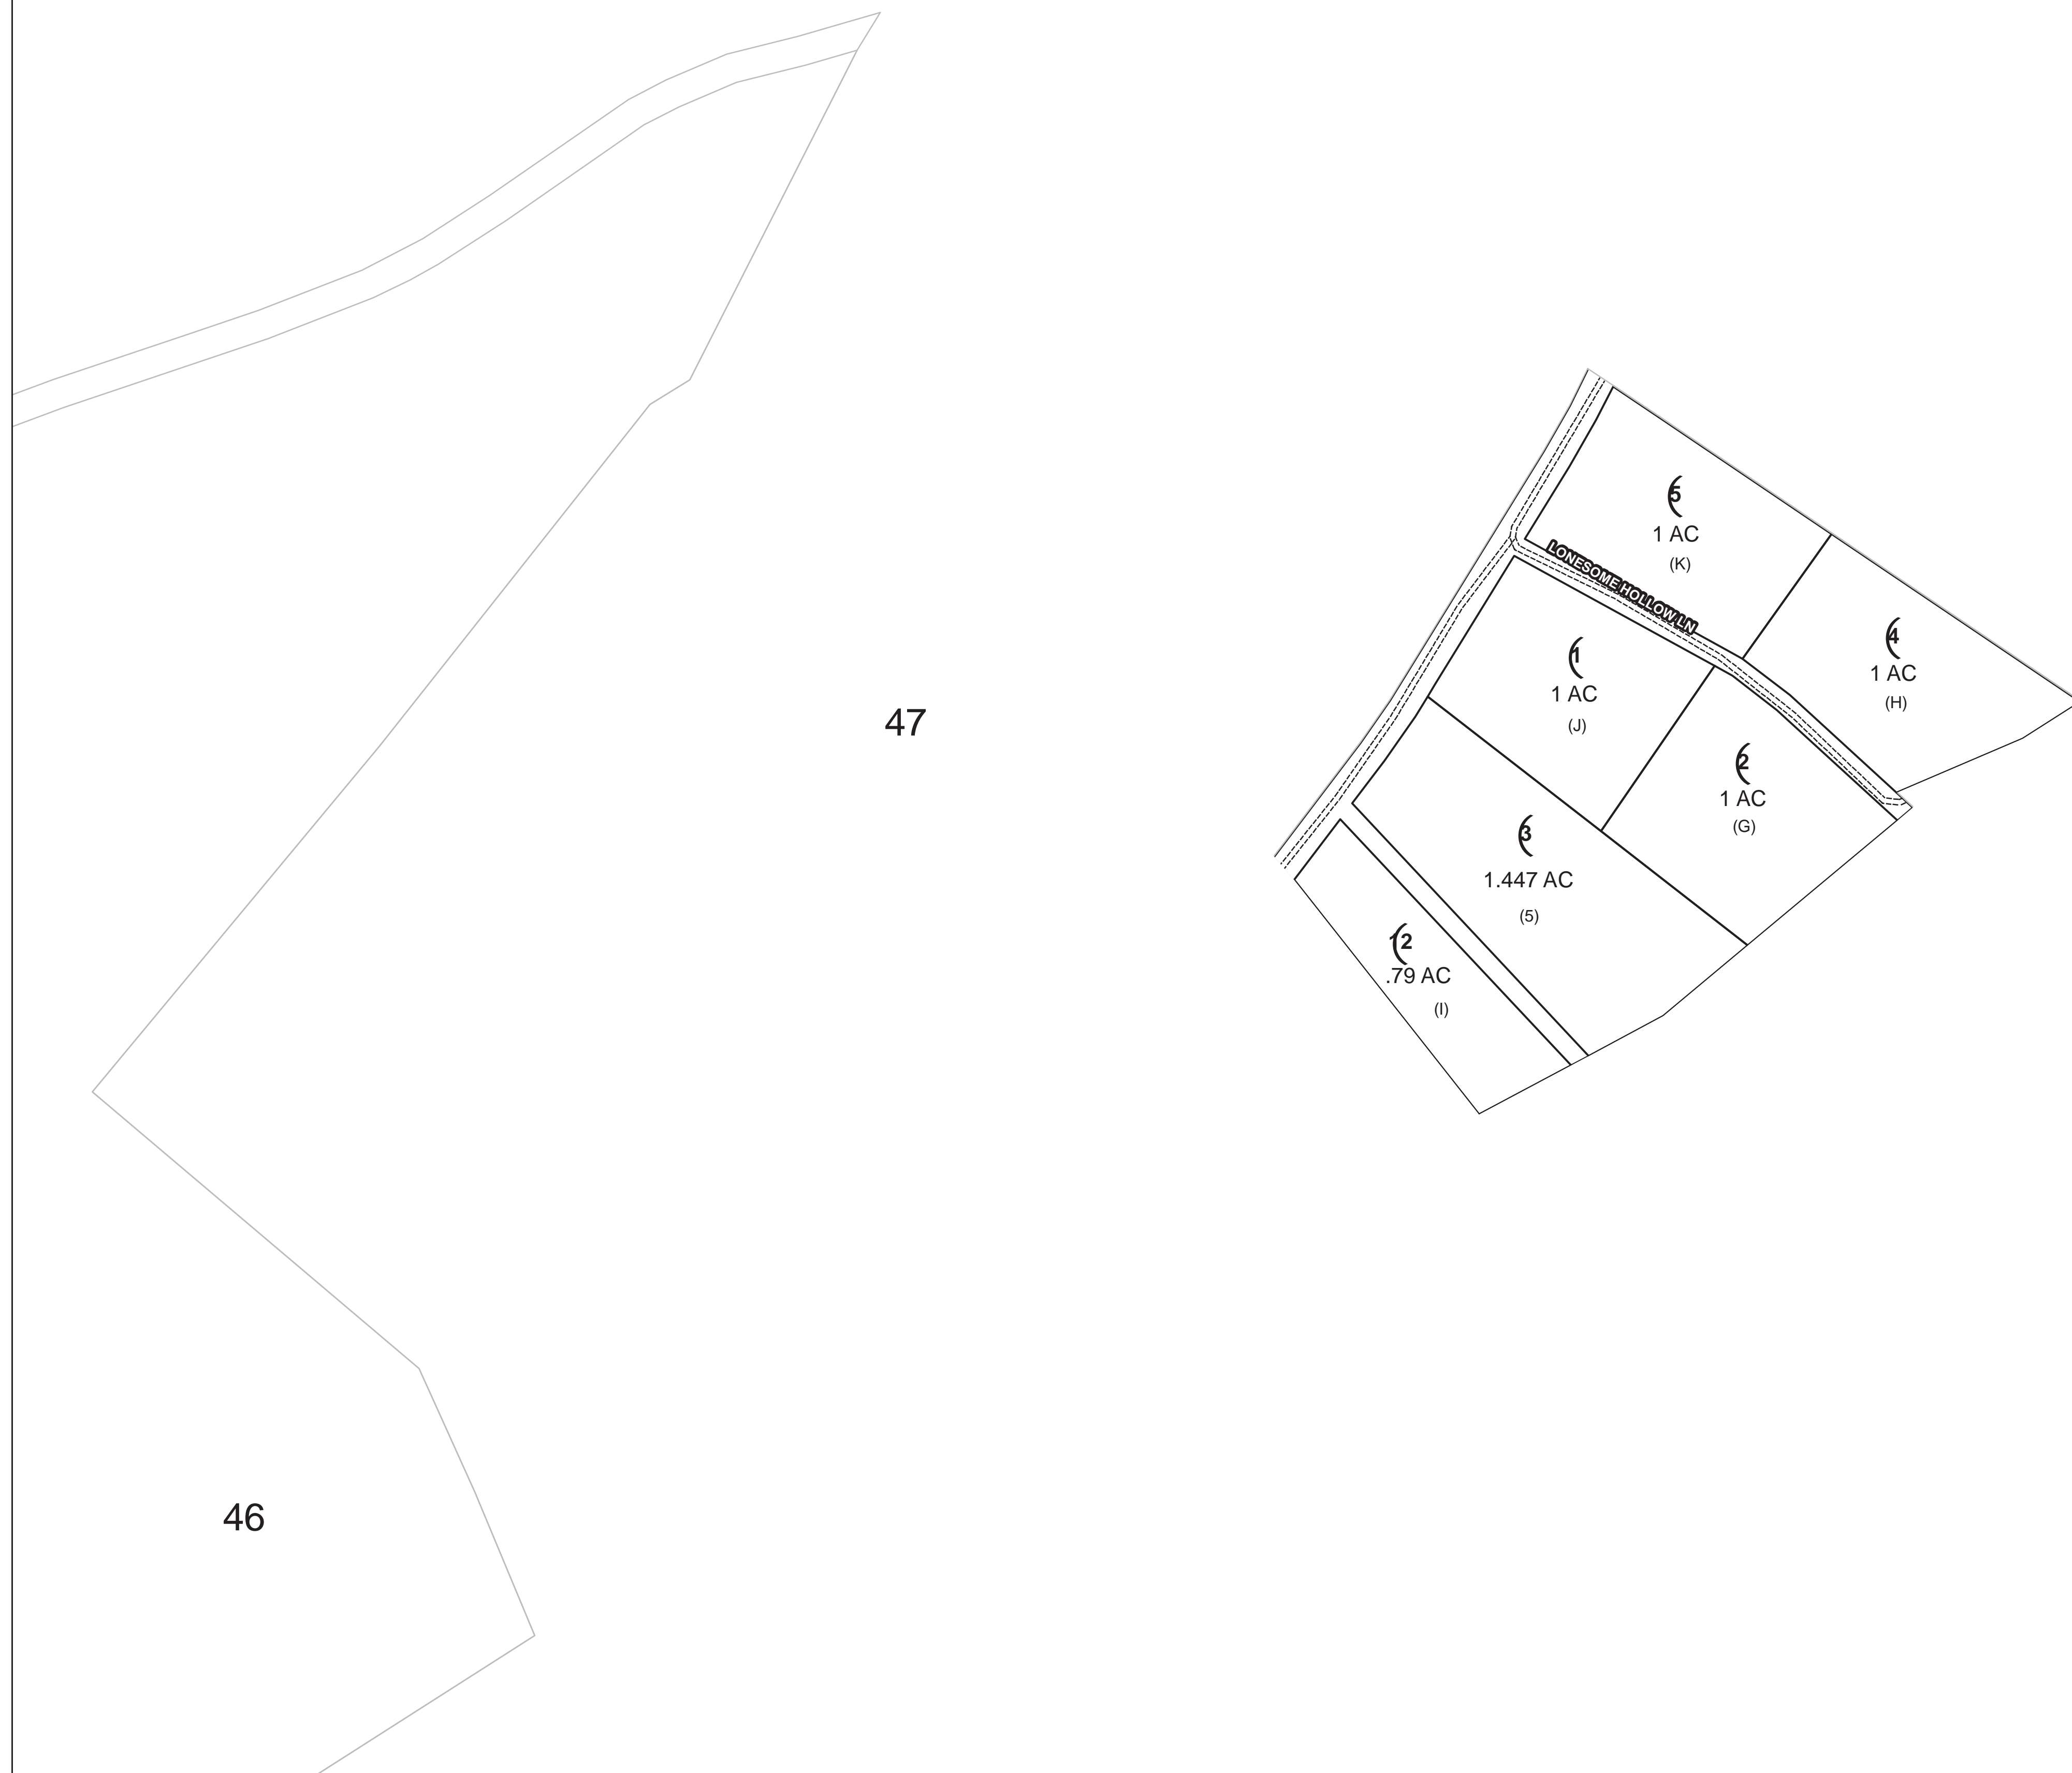 5
1 AC
(K)
LONESOME HOLLOW LN
4
1 AC
(H)
1
1 AC
(J)
47
2
1 AC
(G)
3
1.447 AC
(5)
12
.79 AC
(I)
46